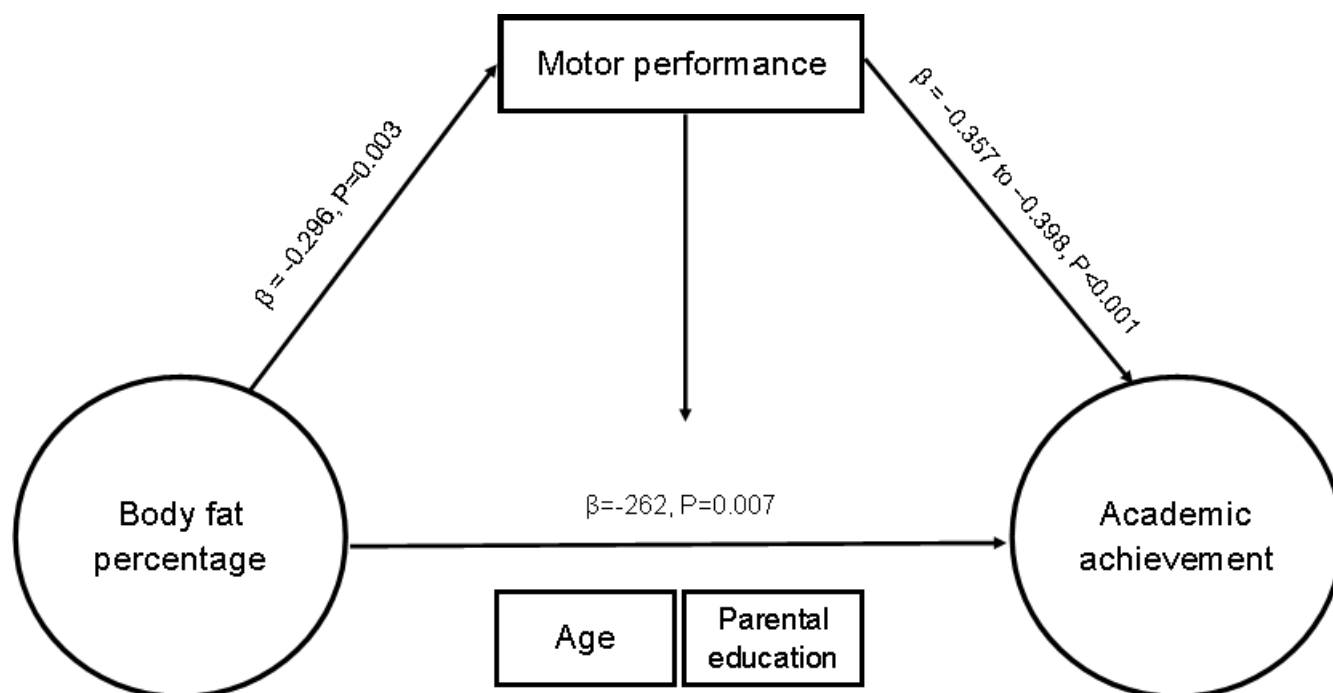 Motor performance
β = -0.296, P=0.003
β = -0.357 to -0.398, P<0.001
β=-262, P=0.007
Body fat
percentage
Academic
achievement
Age
Parental
education